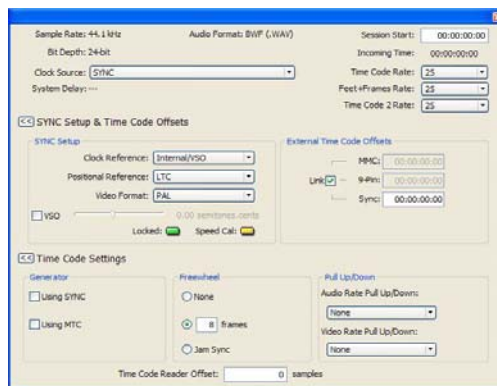 Sample Rate: 44.1 kHz Audio Format: BWF (.WAV) Session Start: 00:00:00:00
Bit Depth: 24-bit Incoming Time: 00:00:00:00
Clock Source: SYNC Time Code Rate: 25
System Delay: --- Feet+Frames Rate: 25
Time Code 2 Rate: 25
<< SYNC Setup & Time Code Offsets
SYNC Setup External Time Code Offsets
Clock Reference: Internal/VSO MMC: 00:00:00:00
Positional Reference: LTC Link 9-Pin: 00:00:00:00
Video Format: PAL Sync: 00:00:00:00
VSO 0.00 semitones.cents
Locked: Speed Cal:
<< Time Code Settings
Generator Freewheel Pull Up/Down
Using SYNC None Audio Rate Pull Up/Down:
None
Using MTC 8 frames Video Rate Pull Up/Down:
Jam Sync None
Time Code Reader Offset: 0 samples